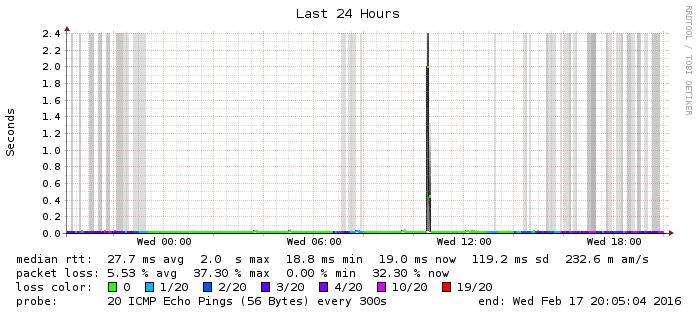 Last 24 Hours
RRDTOOL / TOBI OETIKER
Seconds
2.4
2.2
2.0
1.8
1.6
1.4
1.2
1.0
0.8
0.6
0.4
0.2
0.0
Wed 00:00 Wed 06:00 Wed 12:00 Wed 18:00
median rtt: 27.7 ms avg 2.0 s max 18.8 ms min 19.0 ms now 119.2 ms sd 232.6 m am/s
packet loss: 5.53 % avg 37.30 % max 0.00 % min 32.30 % now
loss color: 0 1/20 2/20 3/20 4/20 10/20 19/20
probe: 20 ICMP Echo Pings (56 Bytes) every 300s end: Wed Feb 17 20:05:04 2016